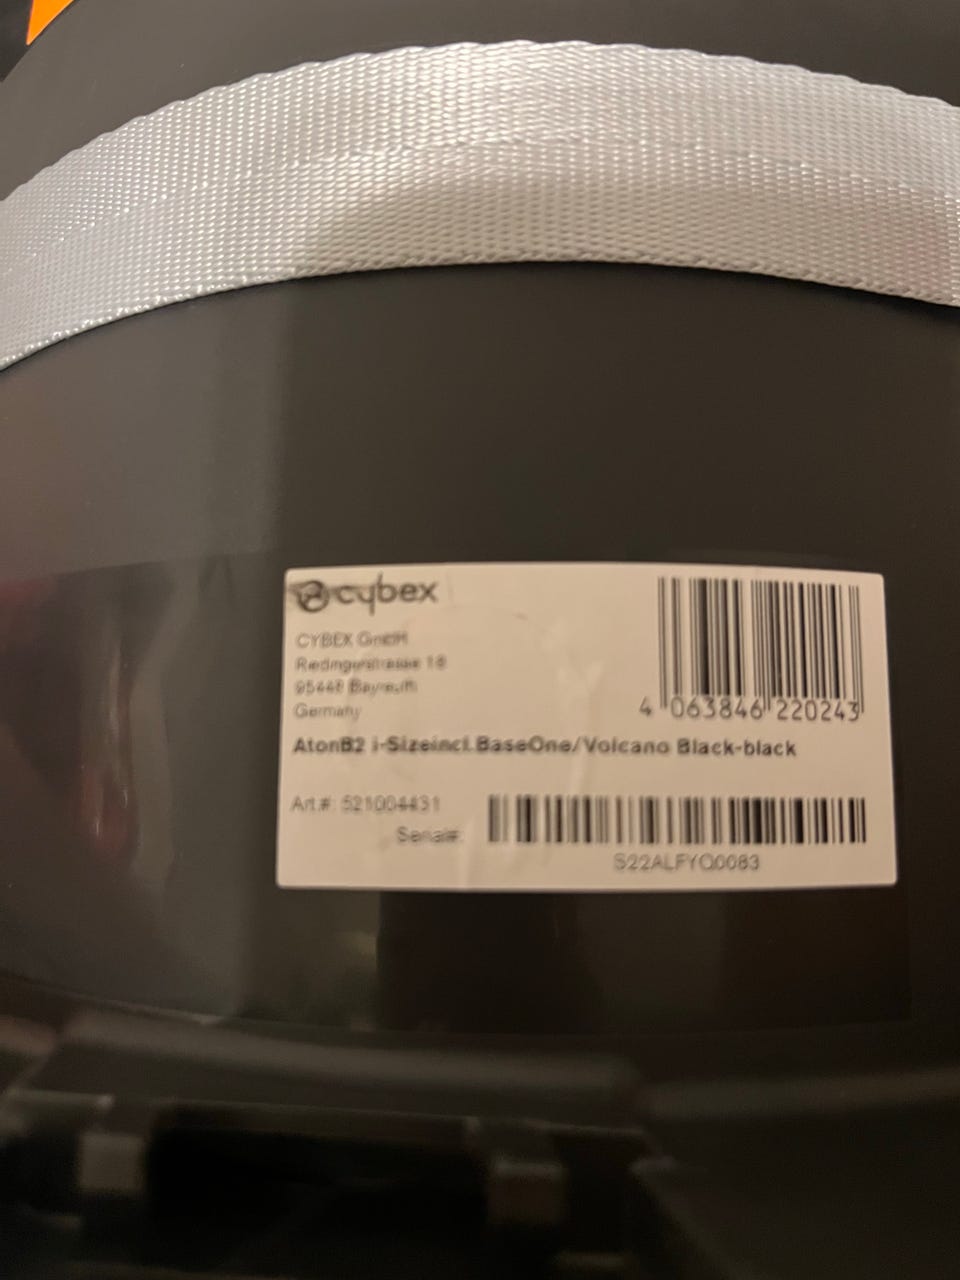 cybex
CYBEX GmbH
Riedingerstrasse 18
95448 Bayreuth
Germany
4 063846 220243
AtonB2 i-Sizeincl.BaseOne/Volcano Black-black
Art.#: 521004431
Serial#:
S22ALFYQ0083